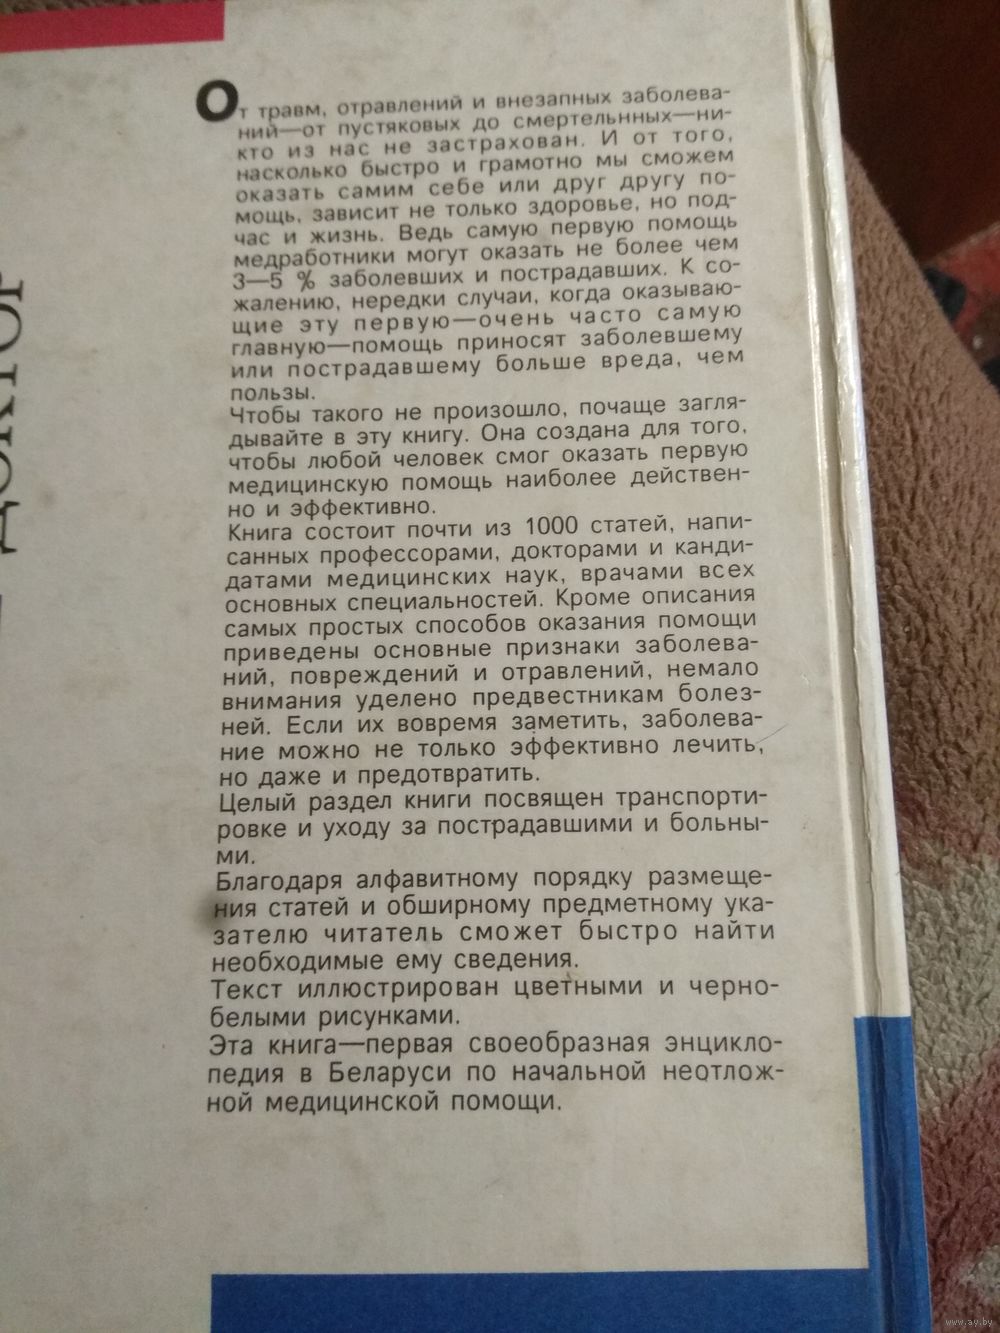 От травм, отравлений и внезапных заболева-
ний—от пустяковых до смертельнных—ни-
кто из нас не застрахован. И от того,
насколько быстро и грамотно мы сможем
оказать самим себе или друг другу по-
мощь, зависит не только здоровье, но под-
час и жизнь. Ведь самую первую помощь
медработники могут оказать не более чем
3—5 % заболевших и пострадавших. К со-
жалению, нередки случаи, когда оказываю-
щие эту первую—очень часто самую
главную—помощь приносят заболевшему
или пострадавшему больше вреда, чем
пользы.
Чтобы такого не произошло, почаще загля-
дывайте в эту книгу. Она создана для того,
чтобы любой человек смог оказать первую
медицинскую помощь наиболее действен-
но и эффективно.
Книга состоит почти из 1000 статей, напи-
санных профессорами, докторами и канди-
датами медицинских наук, врачами всех
основных специальностей. Кроме описания
самых простых способов оказания помощи
приведены основные признаки заболева-
ний, повреждений и отравлений, немало
внимания уделено предвестникам болез-
ней. Если их вовремя заметить, заболева-
ние можно не только эффективно лечить,
но даже и предотвратить.
Целый раздел книги посвящен транспорти-
ровке и уходу за пострадавшими и больны-
ми.
Благодаря алфавитному порядку размеще-
ния статей и обширному предметному ука-
зателю читатель сможет быстро найти
необходимые ему сведения.
Текст иллюстрирован цветными и черно-
белыми рисунками.
Эта книга—первая своеобразная энцикло-
педия в Беларуси по начальной неотлож-
ной медицинской помощи.
ДОКТОР
www.ay.by